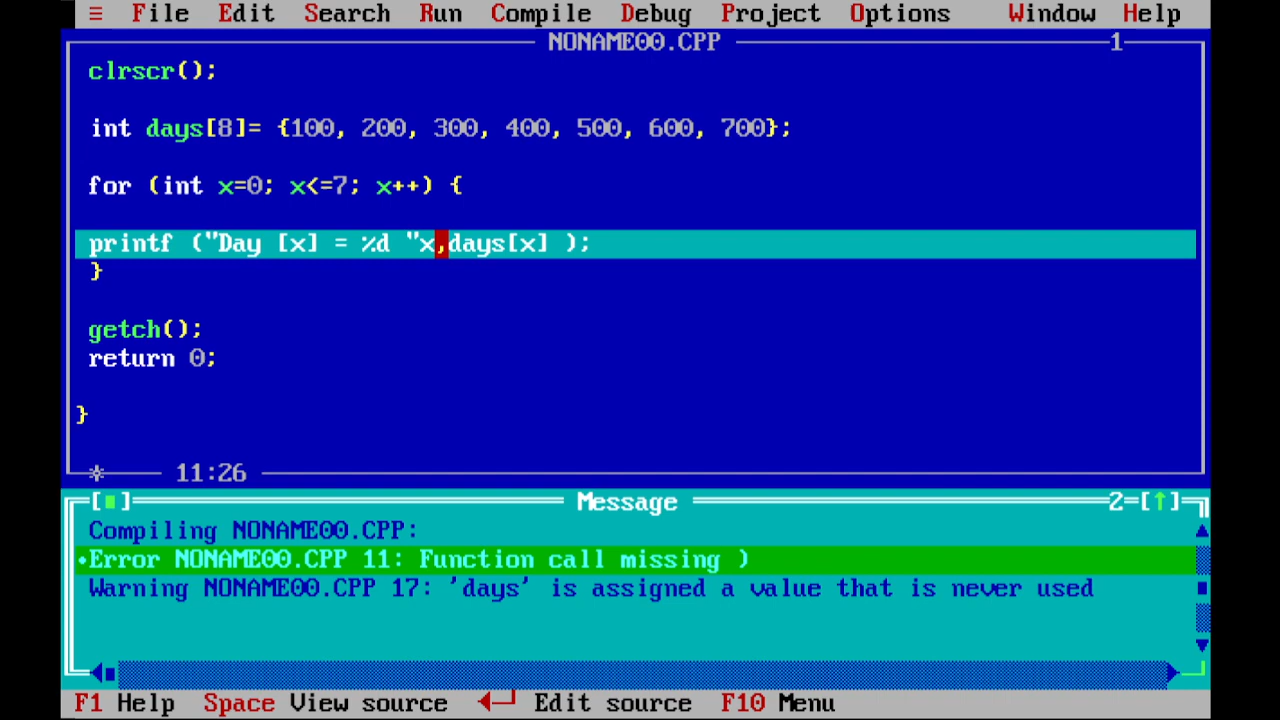 ≡ File Edit Search Run Compile Debug Project Options Window Help
NONAME00.CPP 1
clrscr();
int days[8]= {100, 200, 300, 400, 500, 600, 700};
for (int x=0; x<=7; x++) {
printf ("Day [x] = %d "x,days[x] );
}
getch();
return 0;
}
11:26
[■] Message 2=[↑]
Compiling NONAME00.CPP:
•Error NONAME00.CPP 11: Function call missing )
Warning NONAME00.CPP 17: 'days' is assigned a value that is never used
F1 Help Space View source ◄─┘ Edit source F10 Menu